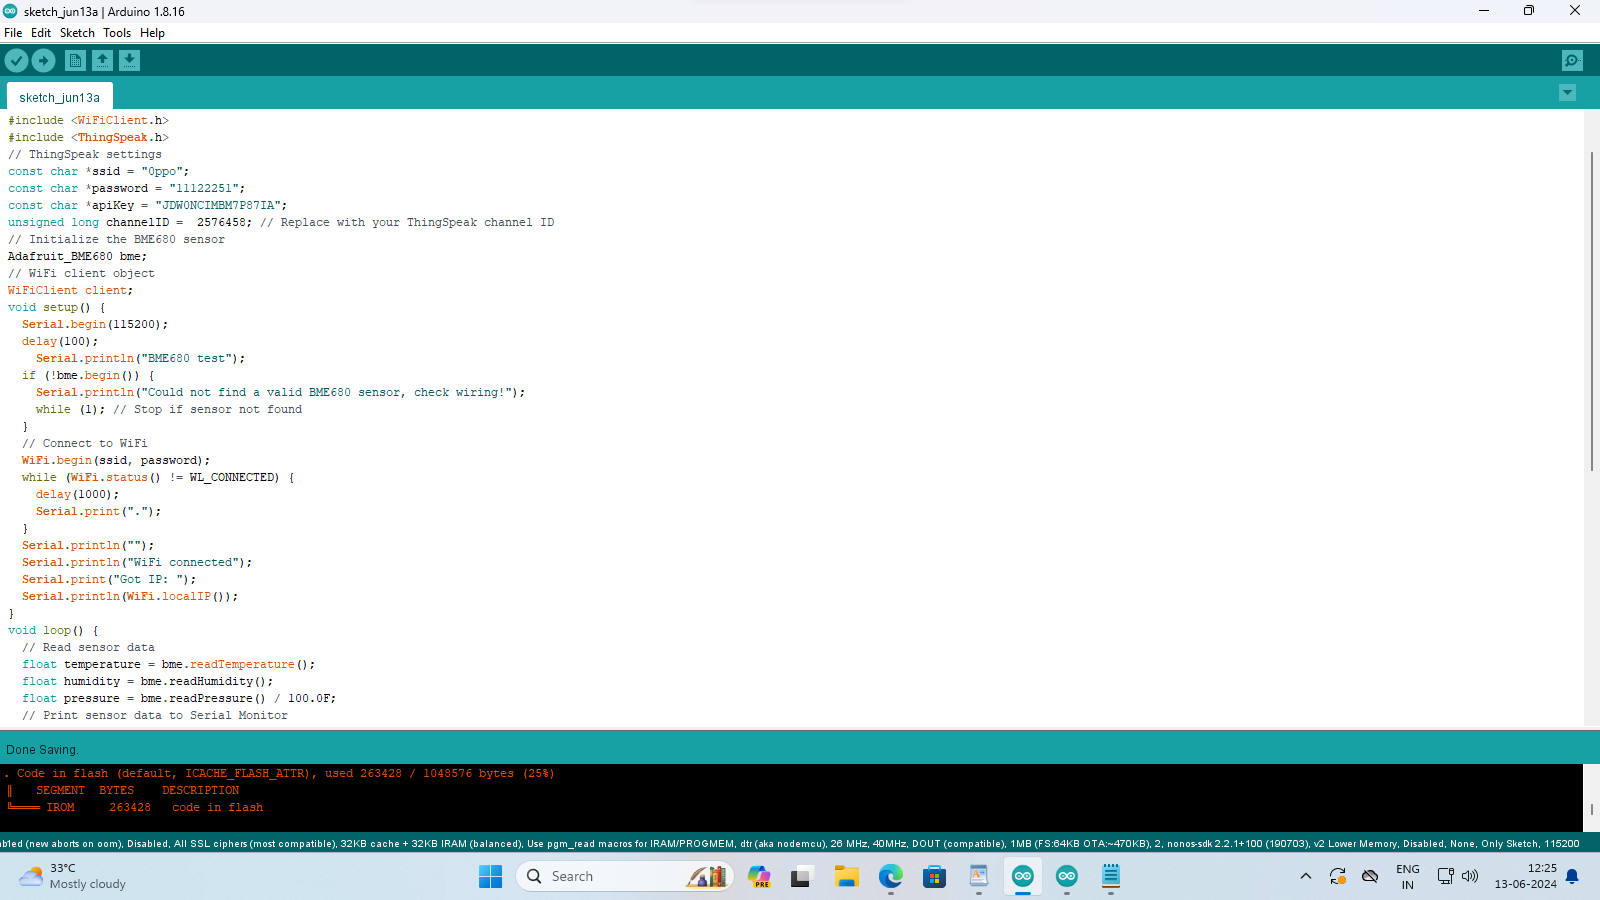 sketch_jun13a | Arduino 1.8.16
File Edit Sketch Tools Help
sketch_jun13a
#include <WiFiClient.h>
#include <ThingSpeak.h>
// ThingSpeak settings
const char *ssid = "Oppo";
const char *password = "11122251";
const char *apiKey = "JDW0NCIMBM7P87IA";
unsigned long channelID =  2576458; // Replace with your ThingSpeak channel ID
// Initialize the BME680 sensor
Adafruit_BME680 bme;
// WiFi client object
WiFiClient client;
void setup() {
  Serial.begin(115200);
  delay(100);
    Serial.println("BME680 test");
  if (!bme.begin()) {
    Serial.println("Could not find a valid BME680 sensor, check wiring!");
    while (1); // Stop if sensor not found
  }
  // Connect to WiFi
  WiFi.begin(ssid, password);
  while (WiFi.status() != WL_CONNECTED) {
    delay(1000);
    Serial.print(".");
  }
  Serial.println("");
  Serial.println("WiFi connected");
  Serial.print("Got IP: ");
  Serial.println(WiFi.localIP());
}
void loop() {
  // Read sensor data
  float temperature = bme.readTemperature();
  float humidity = bme.readHumidity();
  float pressure = bme.readPressure() / 100.0F;
  // Print sensor data to Serial Monitor
Done Saving.
. Code in flash (default, ICACHE_FLASH_ATTR), used 263428 / 1048576 bytes (25%)
║   SEGMENT  BYTES    DESCRIPTION
╚════ IROM     263428   code in flash
abled (new aborts on oom), Disabled, All SSL ciphers (most compatible), 32KB cache + 32KB IRAM (balanced), Use pgm_read macros for IRAM/PROGMEM, dtr (aka nodemcu), 26 MHz, 40MHz, DOUT (compatible), 1MB (FS:64KB OTA:~470KB), 2, nonos-sdk 2.2.1+100 (190703), v2 Lower Memory, Disabled, None, Only Sketch, 115200
33°C
Mostly cloudy
Search
PRE
ENG
IN
12:25
13-06-2024